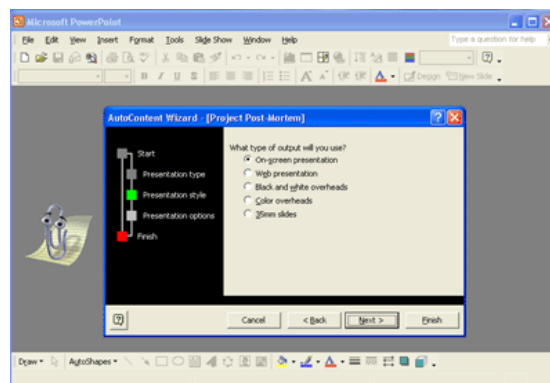 Microsoft PowerPoint
File Edit View Insert Format Tools Slide Show Window Help
Type a question for help
Design New Slide
AutoContent Wizard - [Project Post-Mortem]
Start
Presentation type
Presentation style
Presentation options
Finish
What type of output will you use?
On-screen presentation
Web presentation
Black and white overheads
Color overheads
35mm slides
Cancel < Back Next > Finish
Draw AutoShapes